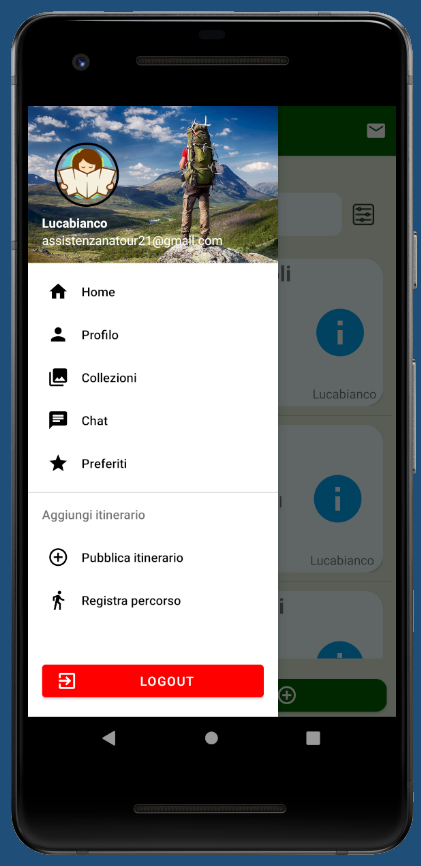 Lucabianco
assistenzanatour21@gmail.com
Home
Profilo
Collezioni
Chat
Preferiti
Aggiungi itinerario
Pubblica itinerario
Registra percorso
LOGOUT
Lucabianco
Lucabianco